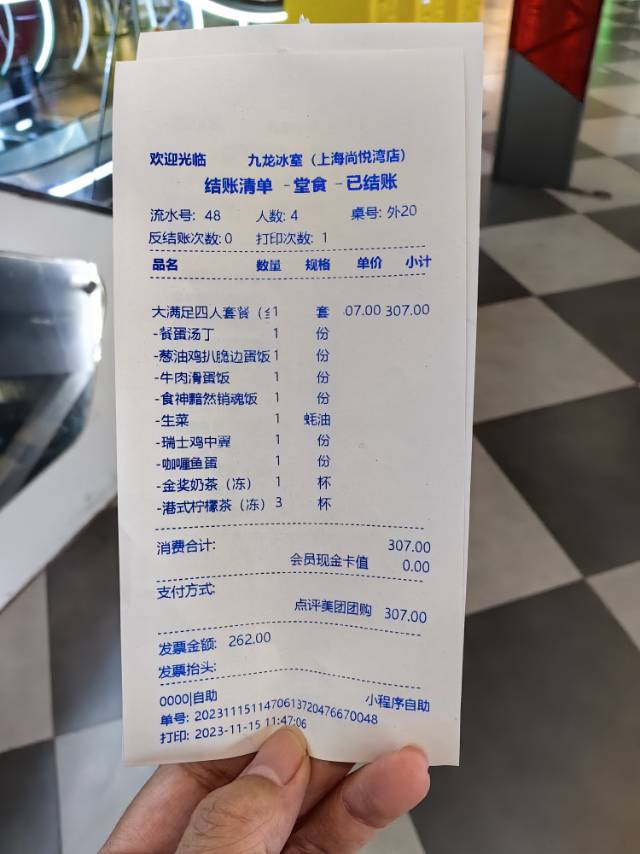 欢迎光临 九龙冰室（上海尚悦湾店）
结账清单 - 堂食 - 已结账
流水号: 48 人数: 4 桌号: 外20
反结账次数: 0 打印次数: 1
品名 数量 规格 单价 小计
大满足四人套餐（ 1 套 07.00 307.00
-餐蛋汤丁 1 份
-葱油鸡扒脆边蛋饭 1 份
-牛肉滑蛋饭 1 份
-食神黯然销魂饭 1 份
-生菜 1 蚝油
-瑞士鸡中翼 1 份
-咖喱鱼蛋 1 份
-金奖奶茶（冻） 1 杯
-港式柠檬茶（冻） 3 杯
消费合计: 307.00
会员现金卡值 0.00
支付方式:
点评美团团购 307.00
发票金额: 262.00
发票抬头:
0000|自助 小程序自助
单号: 2023111511470613720476670048
打印: 2023-11-15 11:47:06